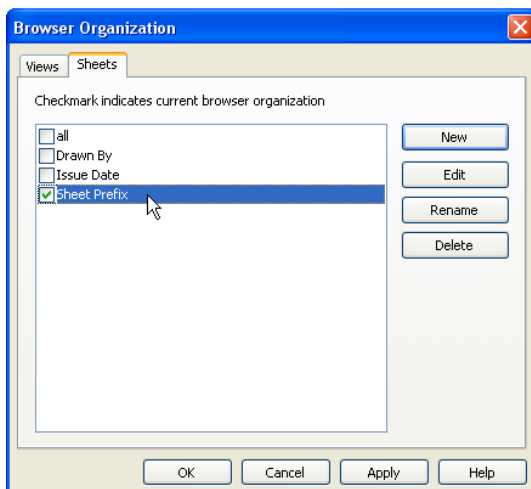 Browser Organization
Views Sheets
Checkmark indicates current browser organization
all
Drawn By
Issue Date
Sheet Prefix
New
Edit
Rename
Delete
OK Cancel Apply Help